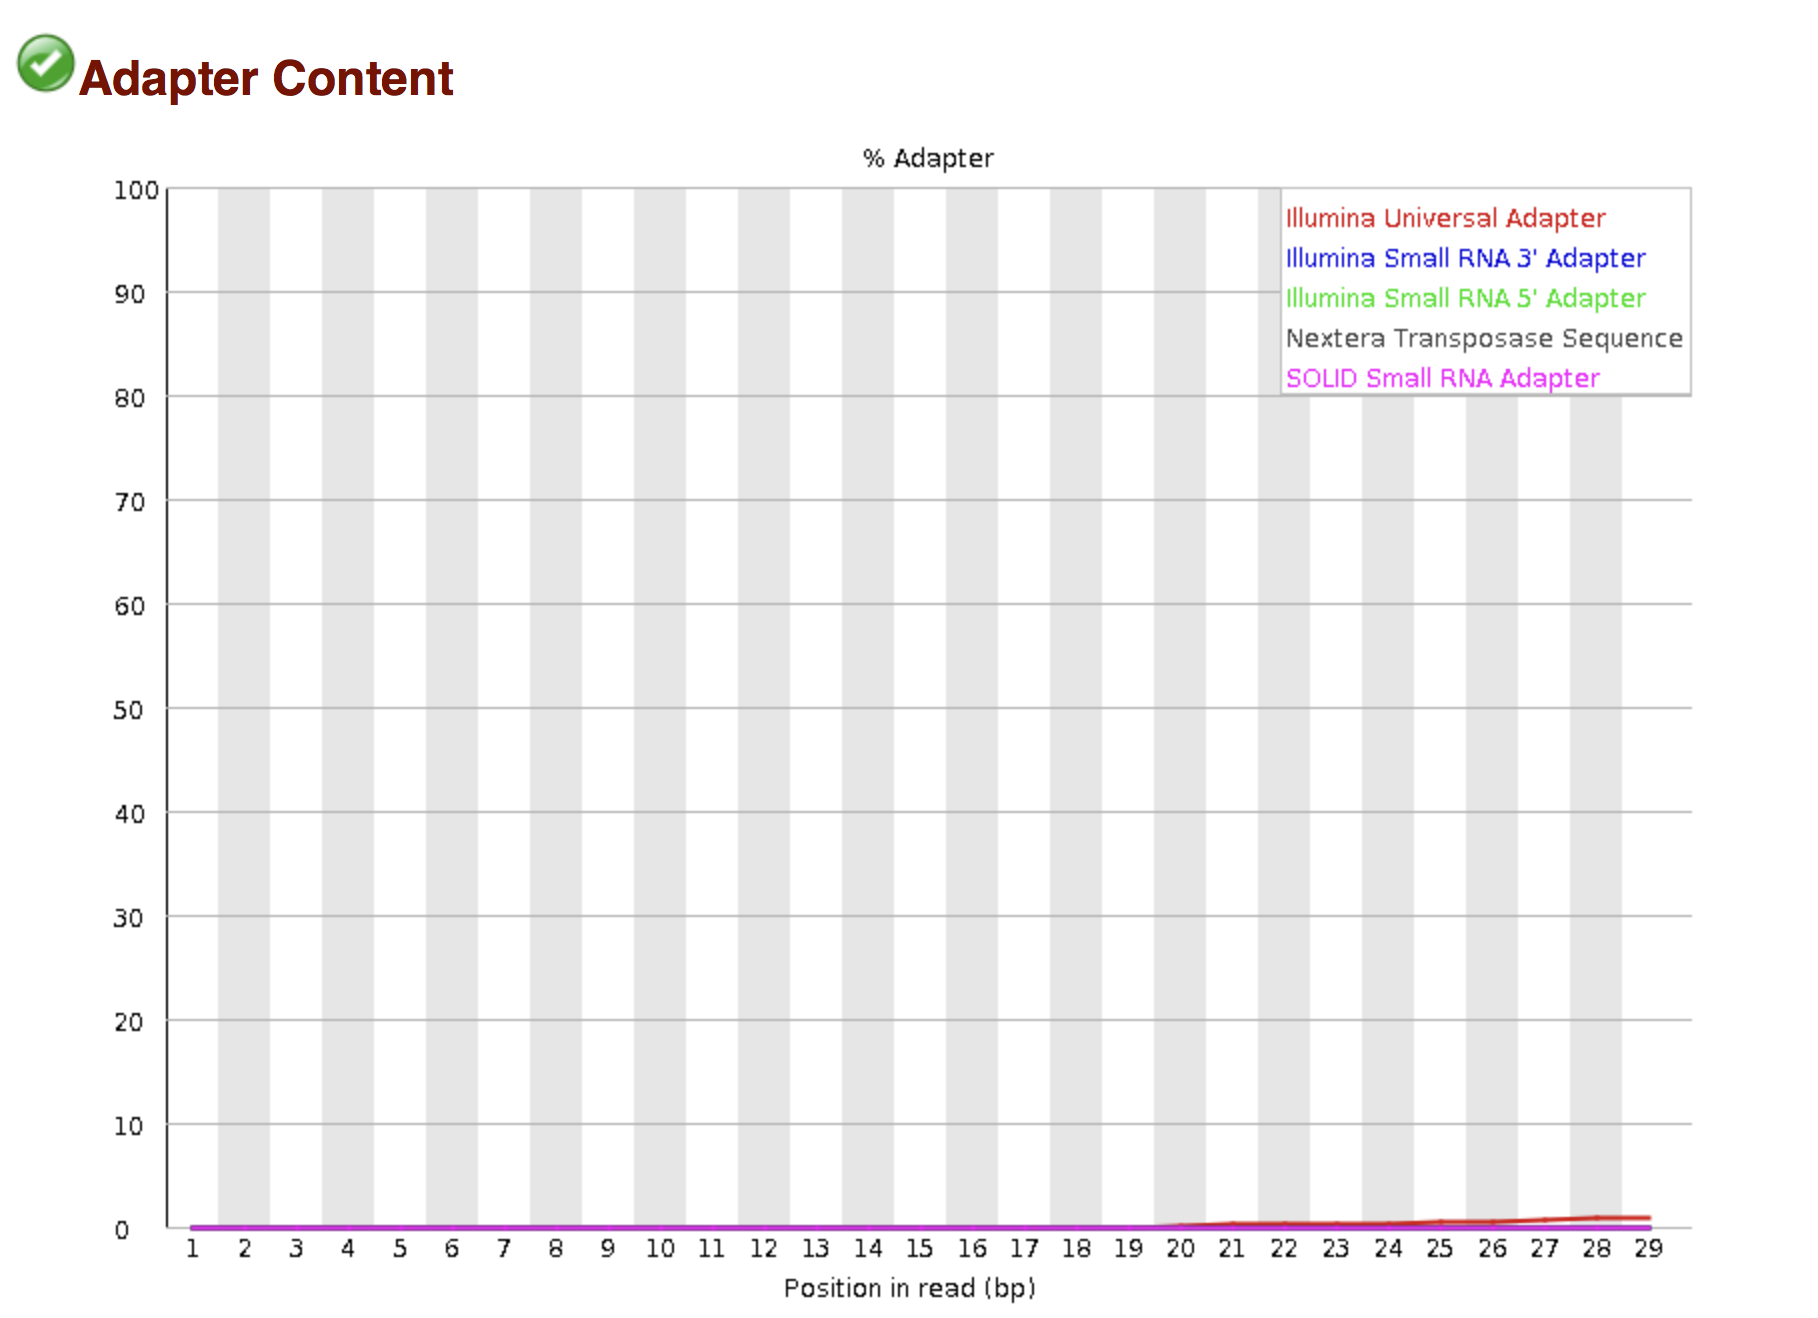 Adapter Content
% Adapter
100
90
80
70
60
50
40
30
20
10
0
Illumina Universal Adapter
Illumina Small RNA 3' Adapter
Illumina Small RNA 5' Adapter
Nextera Transposase Sequence
SOLID Small RNA Adapter
1 2 3 4 5 6 7 8 9 10 11 12 13 14 15 16 17 18 19 20 21 22 23 24 25 26 27 28 29
Position in read (bp)